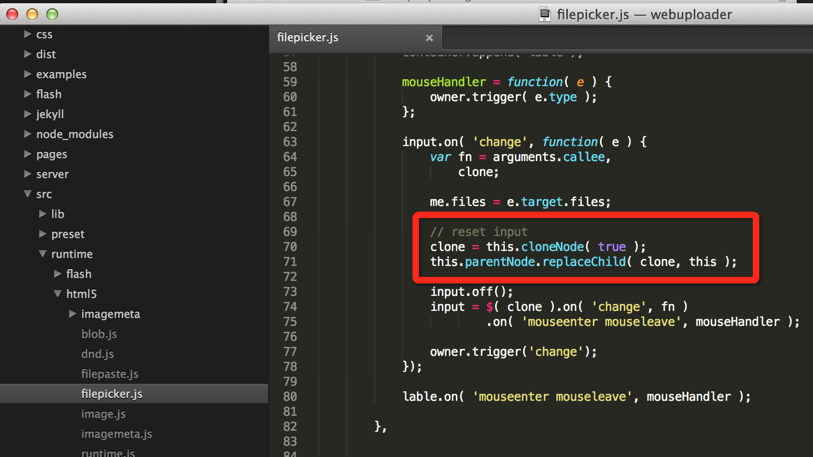 filepicker.js — webuploader
css
dist
examples
flash
jekyll
node_modules
pages
server
src
lib
preset
runtime
flash
html5
imagemeta
blob.js
dnd.js
filepaste.js
filepicker.js
image.js
imagemeta.js
runtime.js
filepicker.js ×
57 container.append( lable );
58
59 mouseHandler = function( e ) {
60 owner.trigger( e.type );
61 };
62
63 input.on( 'change', function( e ) {
64 var fn = arguments.callee,
65 clone;
66
67 me.files = e.target.files;
68
69 // reset input
70 clone = this.cloneNode( true );
71 this.parentNode.replaceChild( clone, this );
72
73 input.off();
74 input = $( clone ).on( 'change', fn )
75 .on( 'mouseenter mouseleave', mouseHandler );
76
77 owner.trigger('change');
78 });
79
80 lable.on( 'mouseenter mouseleave', mouseHandler );
81
82 },
83
84